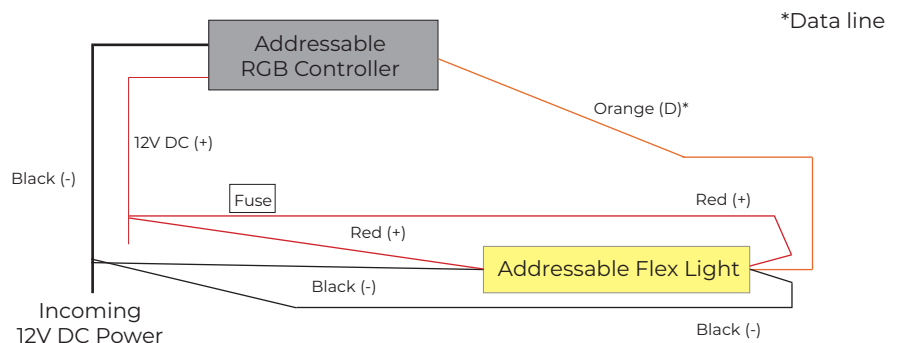 *Data line
Addressable
RGB Controller
Orange (D)*
12V DC (+)
Black (-)
Fuse
Red (+)
Red (+)
Addressable Flex Light
Black (-)
Incoming
12V DC Power
Black (-)